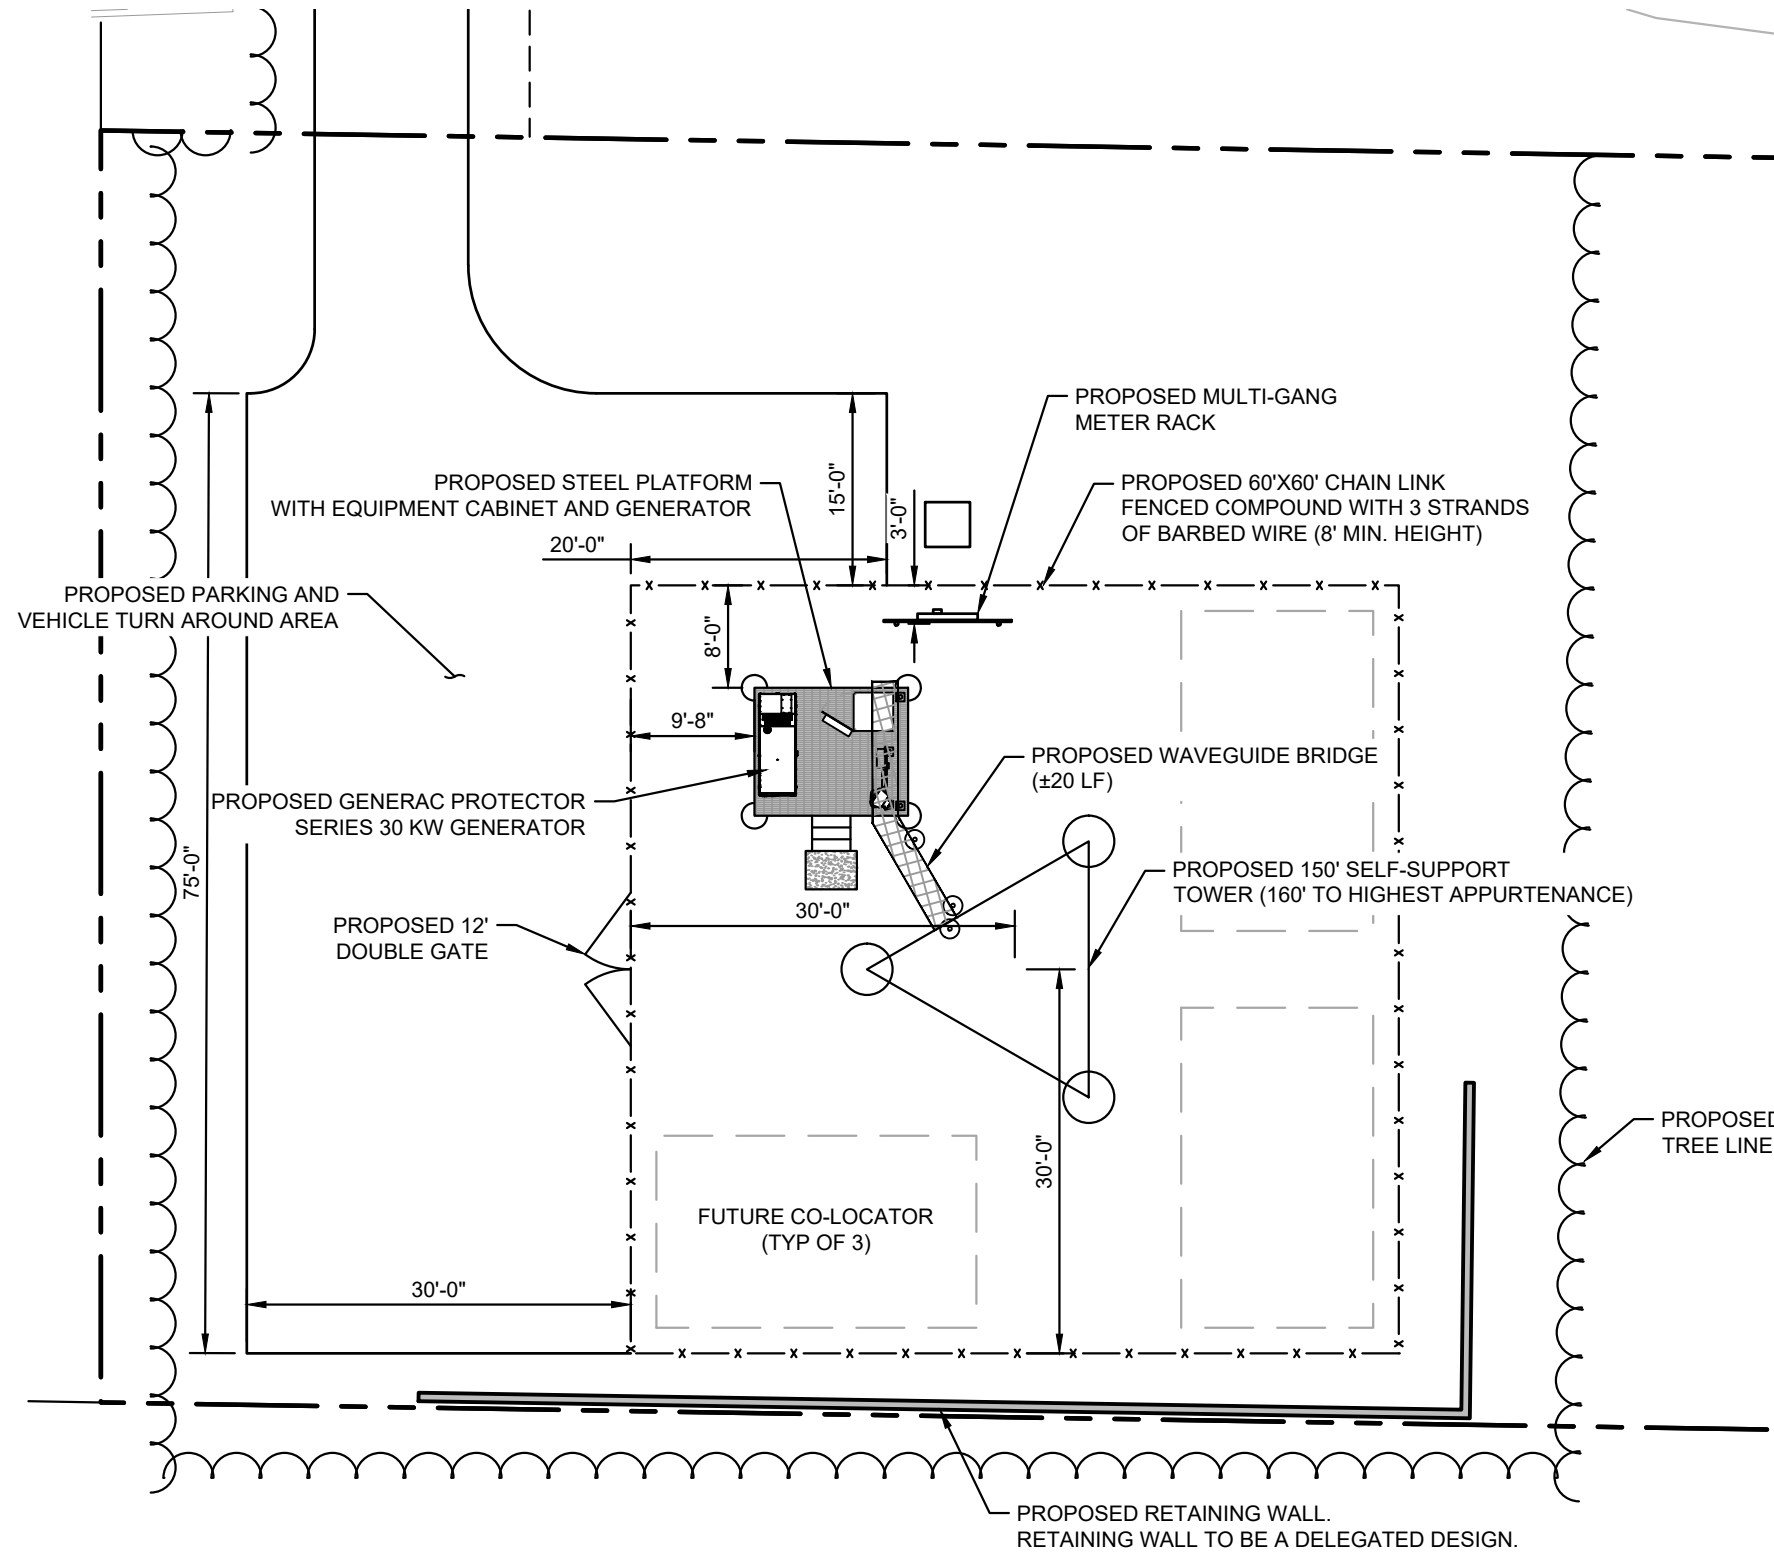 PROPOSED MULTI-GANG
METER RACK
PROPOSED STEEL PLATFORM
WITH EQUIPMENT CABINET AND GENERATOR
15'-0"
3'-0"
PROPOSED 60'X60' CHAIN LINK
FENCED COMPOUND WITH 3 STRANDS
OF BARBED WIRE (8' MIN. HEIGHT)
20'-0"
PROPOSED PARKING AND
VEHICLE TURN AROUND AREA
8'-0"
9'-8"
PROPOSED WAVEGUIDE BRIDGE
(±20 LF)
PROPOSED GENERAC PROTECTOR
SERIES 30 KW GENERATOR
75'-0"
PROPOSED 150' SELF-SUPPORT
TOWER (160' TO HIGHEST APPURTENANCE)
30'-0"
PROPOSED 12'
DOUBLE GATE
30'-0"
PROPOSED
TREE LINE
FUTURE CO-LOCATOR
(TYP OF 3)
30'-0"
PROPOSED RETAINING WALL.
RETAINING WALL TO BE A DELEGATED DESIGN.